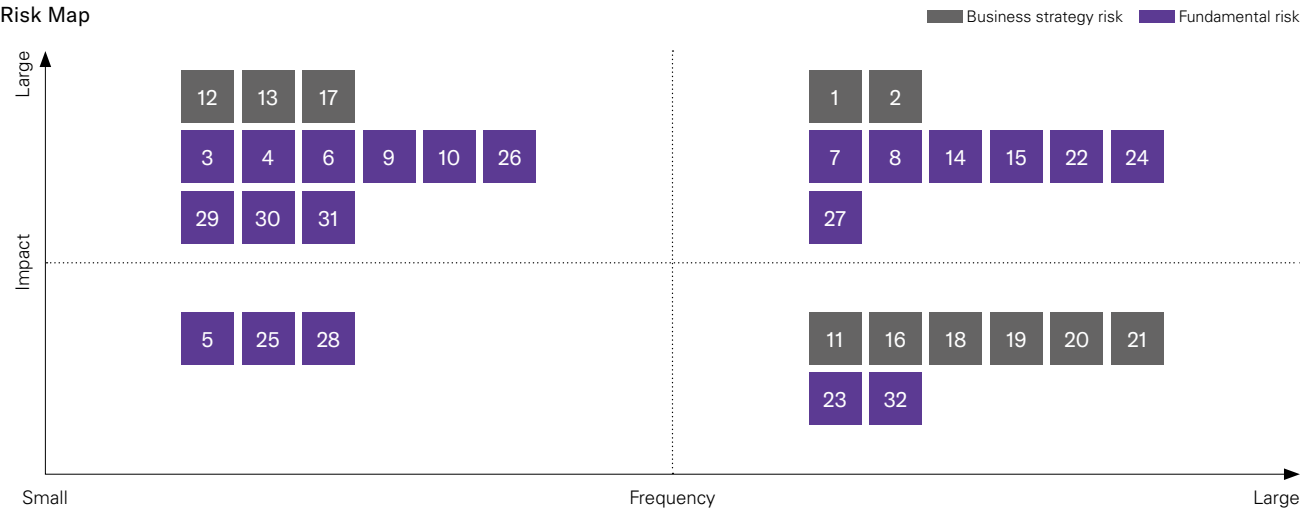 Risk Map
Business strategy risk Fundamental risk
Large
12 13 17
1 2
3 4 6 9 10 26
7 8 14 15 22 24
29 30 31
27
Impact
5 25 28
11 16 18 19 20 21
23 32
Small Frequency Large